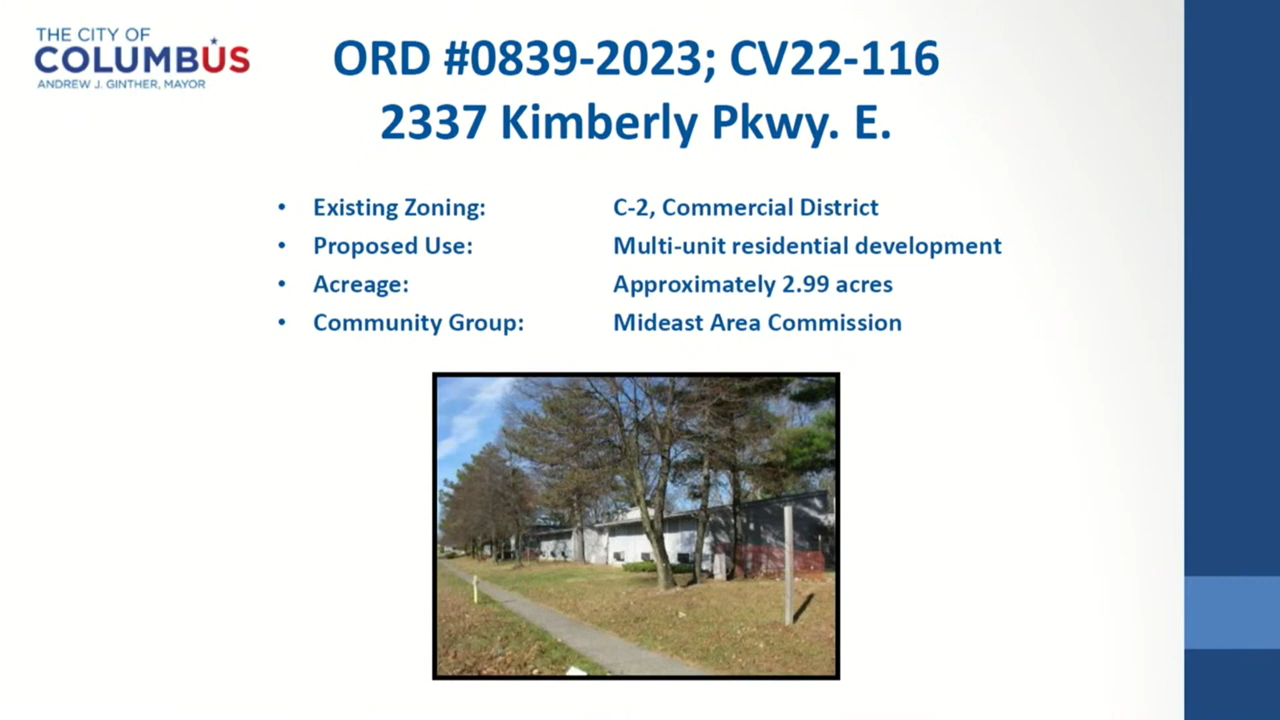 THE CITY OF
COLUMBUS
ANDREW J. GINTHER, MAYOR
ORD #0839-2023; CV22-116
2337 Kimberly Pkwy. E.
• Existing Zoning: C-2, Commercial District
• Proposed Use: Multi-unit residential development
• Acreage: Approximately 2.99 acres
• Community Group: Mideast Area Commission